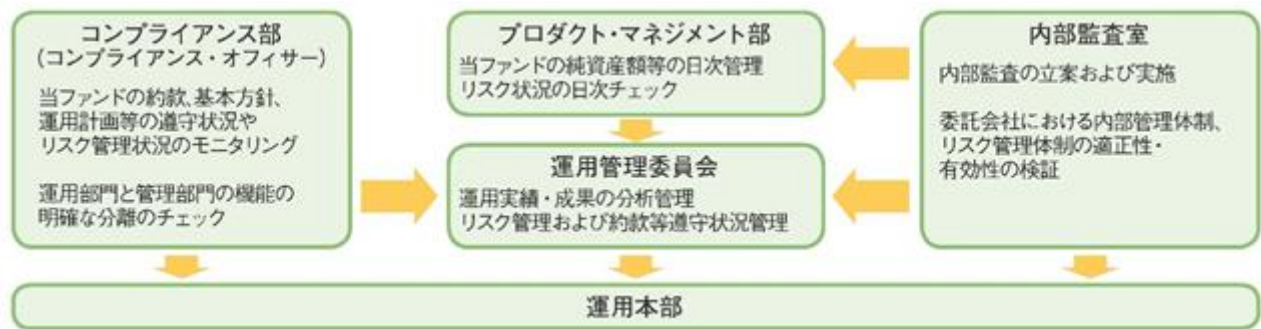 コンプライアンス部
(コンプライアンス・オフィサー)
当ファンドの約款、基本方針、
運用計画等の遵守状況や
リスク管理状況のモニタリング
運用部門と管理部門の機能の
明確な分離のチェック
プロダクト・マネジメント部
当ファンドの純資産額等の日次管理
リスク状況の日次チェック
運用管理委員会
運用実績・成果の分析管理
リスク管理および約款等遵守状況管理
内部監査室
内部監査の立案および実施
委託会社における内部管理体制、
リスク管理体制の適正性・
有効性の検証
運用本部